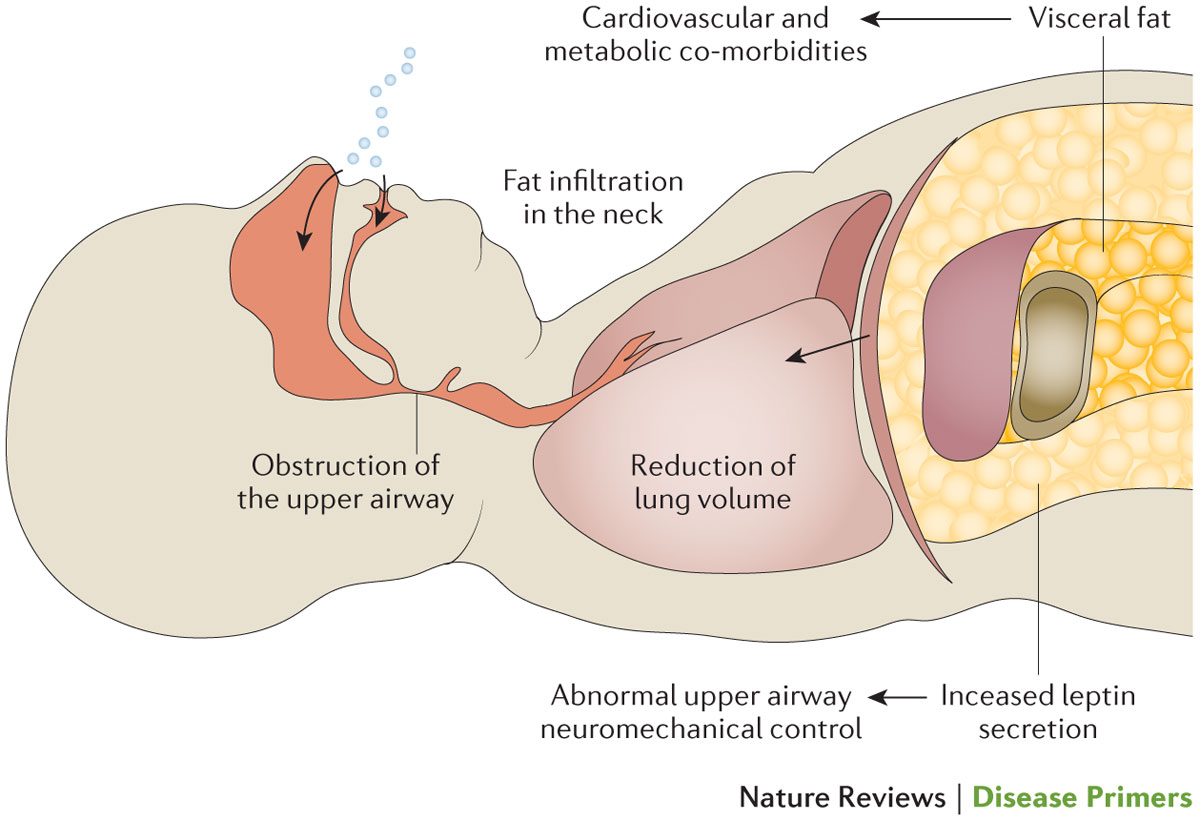 Cardiovascular and
metabolic co-morbidities
Visceral fat
Fat infiltration
in the neck
Obstruction of
the upper airway
Reduction of
lung volume
Abnormal upper airway
neuromechanical control
Inceased leptin
secretion
Nature Reviews | Disease Primers